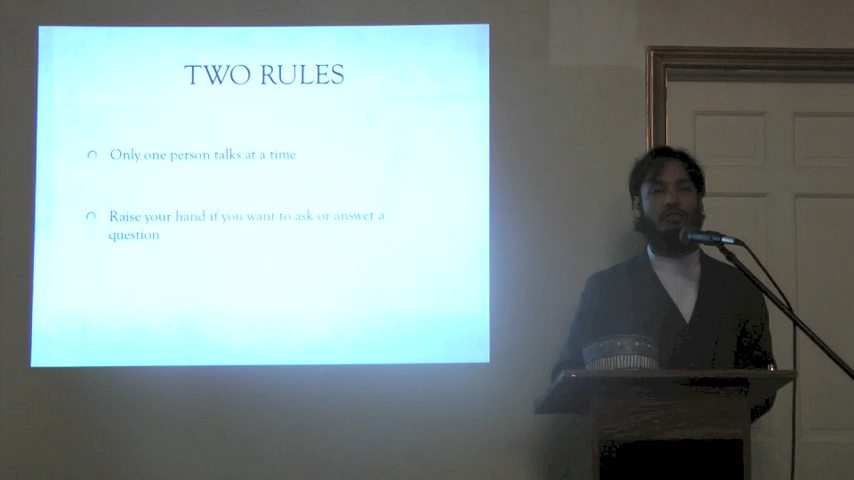 TWO RULES
Only one person talks at a time
Raise your hand if you want to ask or answer a
question